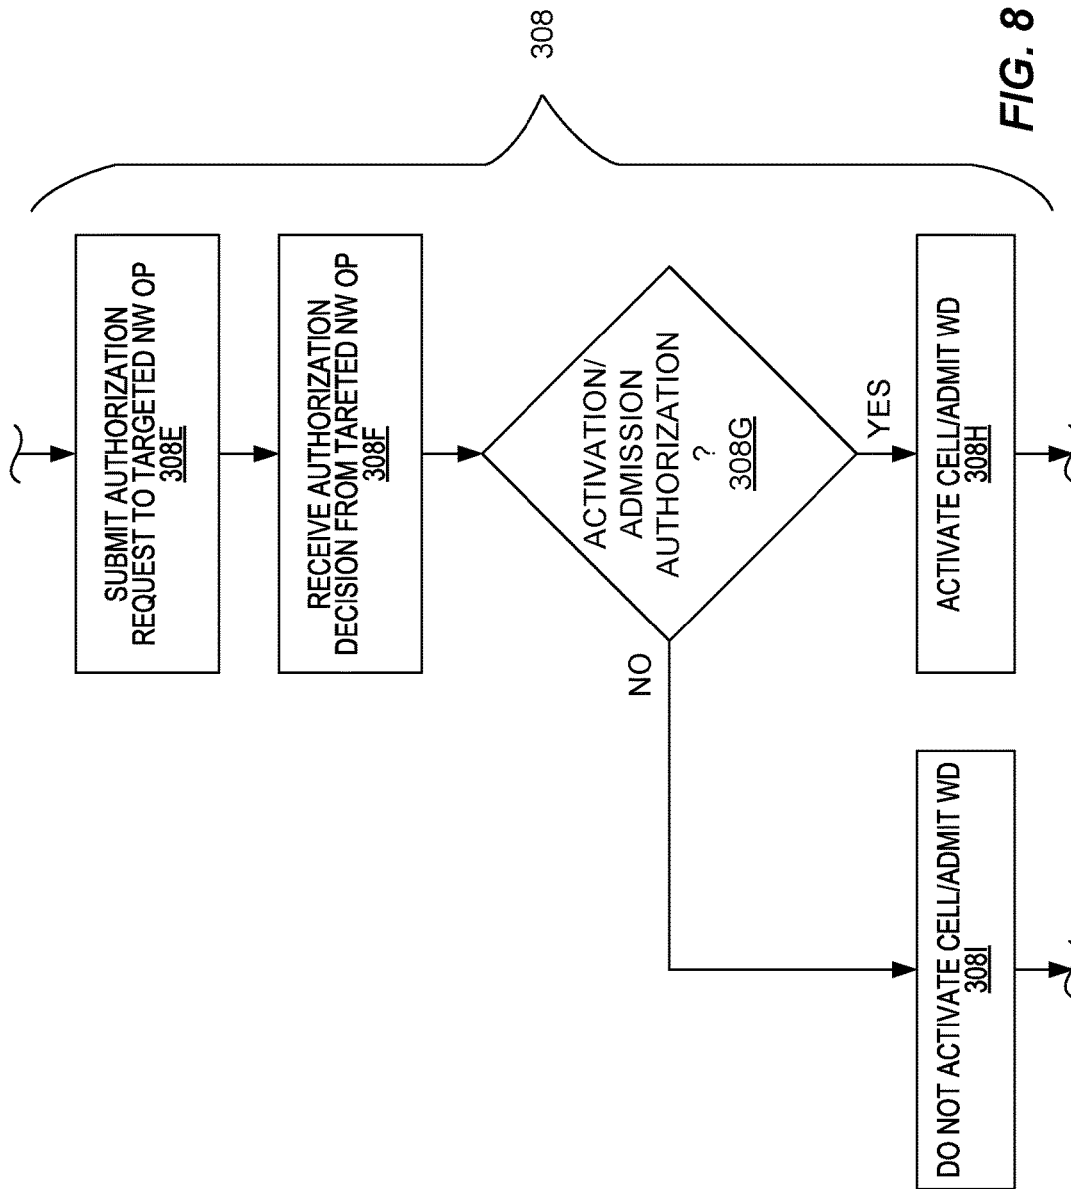 SUBMIT AUTHORIZATION
REQUEST TO TARGETED NW OP
308E
RECEIVE AUTHORIZATION
DECISION FROM TARETED NW OP
308F
ACTIVATION/
ADMISSION
AUTHORIZATION
?
308G
NO
YES
DO NOT ACTIVATE CELL/ADMIT WD
308I
ACTIVATE CELL/ADMIT WD
308H
308
FIG. 8